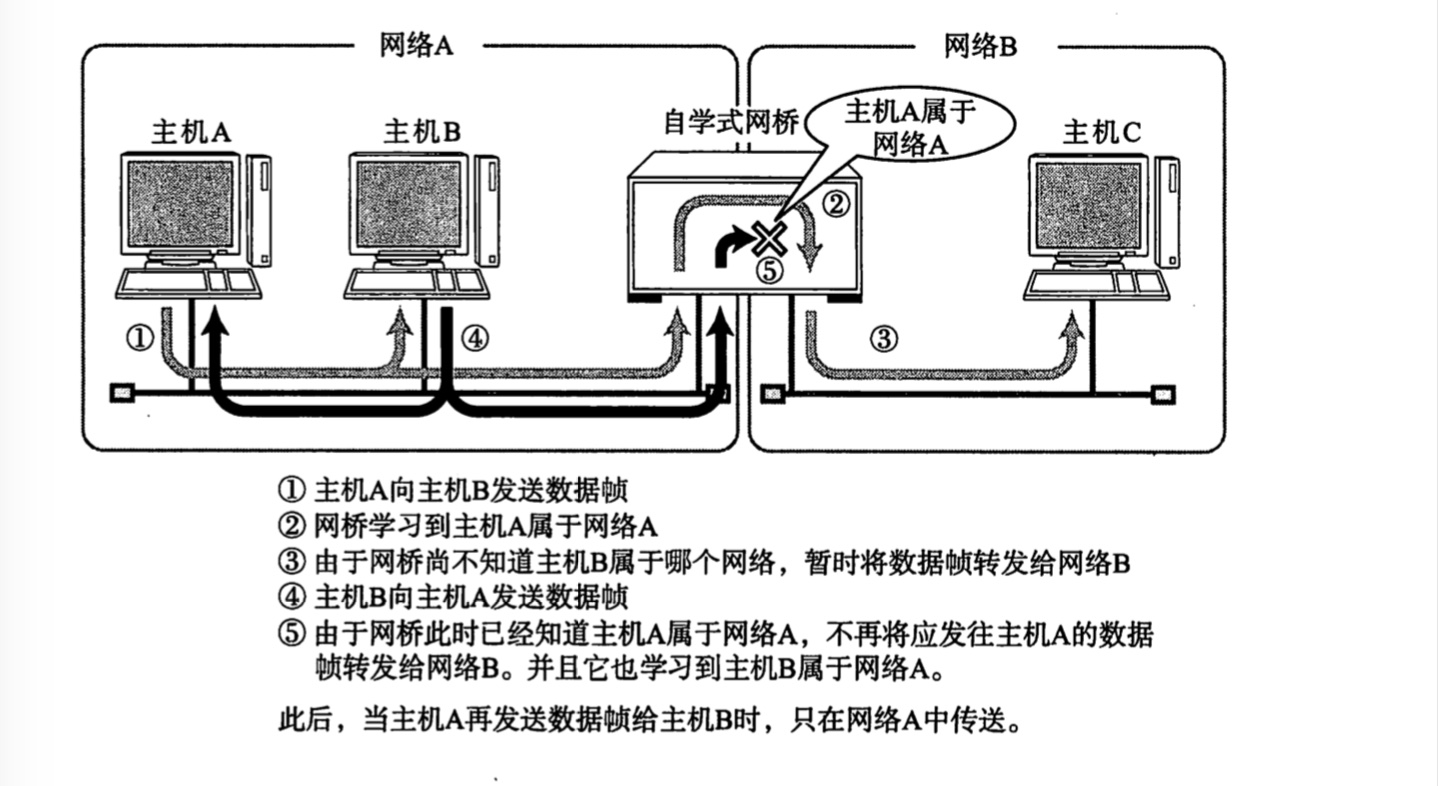 网络A
网络B
主机A
主机B
自学式网桥
主机A属于
网络A
主机C
②
⑤
①
④
③
① 主机A向主机B发送数据帧
② 网桥学习到主机A属于网络A
③ 由于网桥尚不知道主机B属于哪个网络，暂时将数据帧转发给网络B
④ 主机B向主机A发送数据帧
⑤ 由于网桥此时已经知道主机A属于网络A，不再将应发往主机A的数据
帧转发给网络B。并且它也学习到主机B属于网络A。
此后，当主机A再发送数据帧给主机B时，只在网络A中传送。